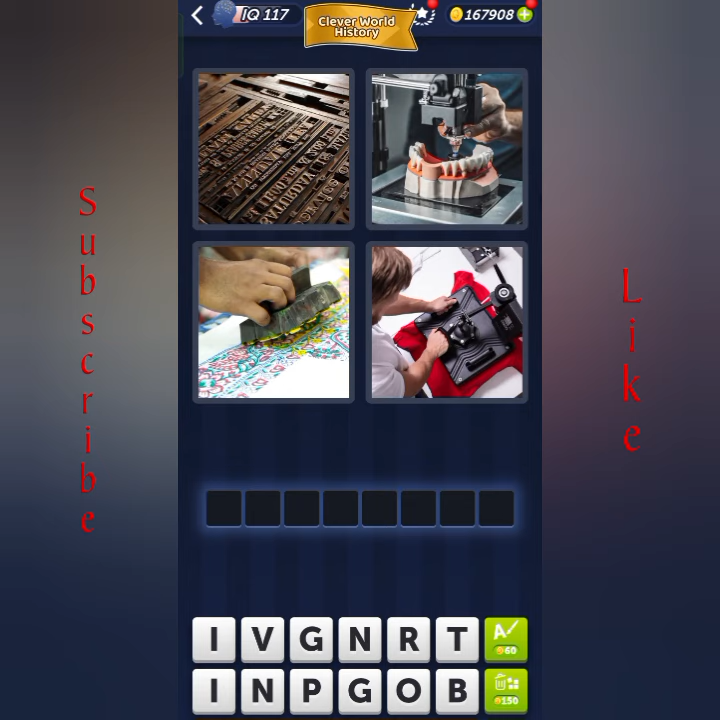 IQ 117
Clever World
History
167908
Subscribe
Like
I V G N R T
A
60
I N P G O B
150